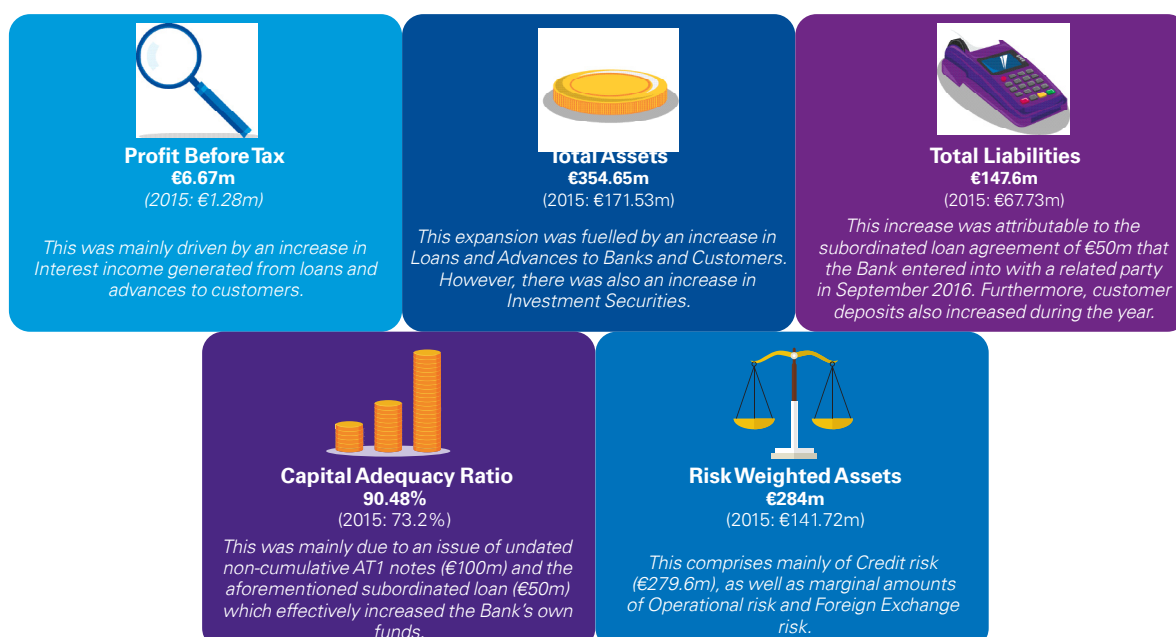 Profit Before Tax
€6.67m
(2015: €1.28m)
This was mainly driven by an increase in
Interest income generated from loans and
advances to customers.
Total Assets
€354.65m
(2015: €171.53m)
This expansion was fuelled by an increase in
Loans and Advances to Banks and Customers.
However, there was also an increase in
Investment Securities.
Total Liabilities
€147.6m
(2015: €67.73m)
This increase was attributable to the
subordinated loan agreement of €50m that
the Bank entered into with a related party
in September 2016. Furthermore, customer
deposits also increased during the year.
Capital Adequacy Ratio
90.48%
(2015: 73.2%)
This was mainly due to an issue of undated
non-cumulative AT1 notes (€100m) and the
aforementioned subordinated loan (€50m)
which effectively increased the Bank's own
funds.
Risk Weighted Assets
€284m
(2015: €141.72m)
This comprises mainly of Credit risk
(€279.6m), as well as marginal amounts
of Operational risk and Foreign Exchange
risk.